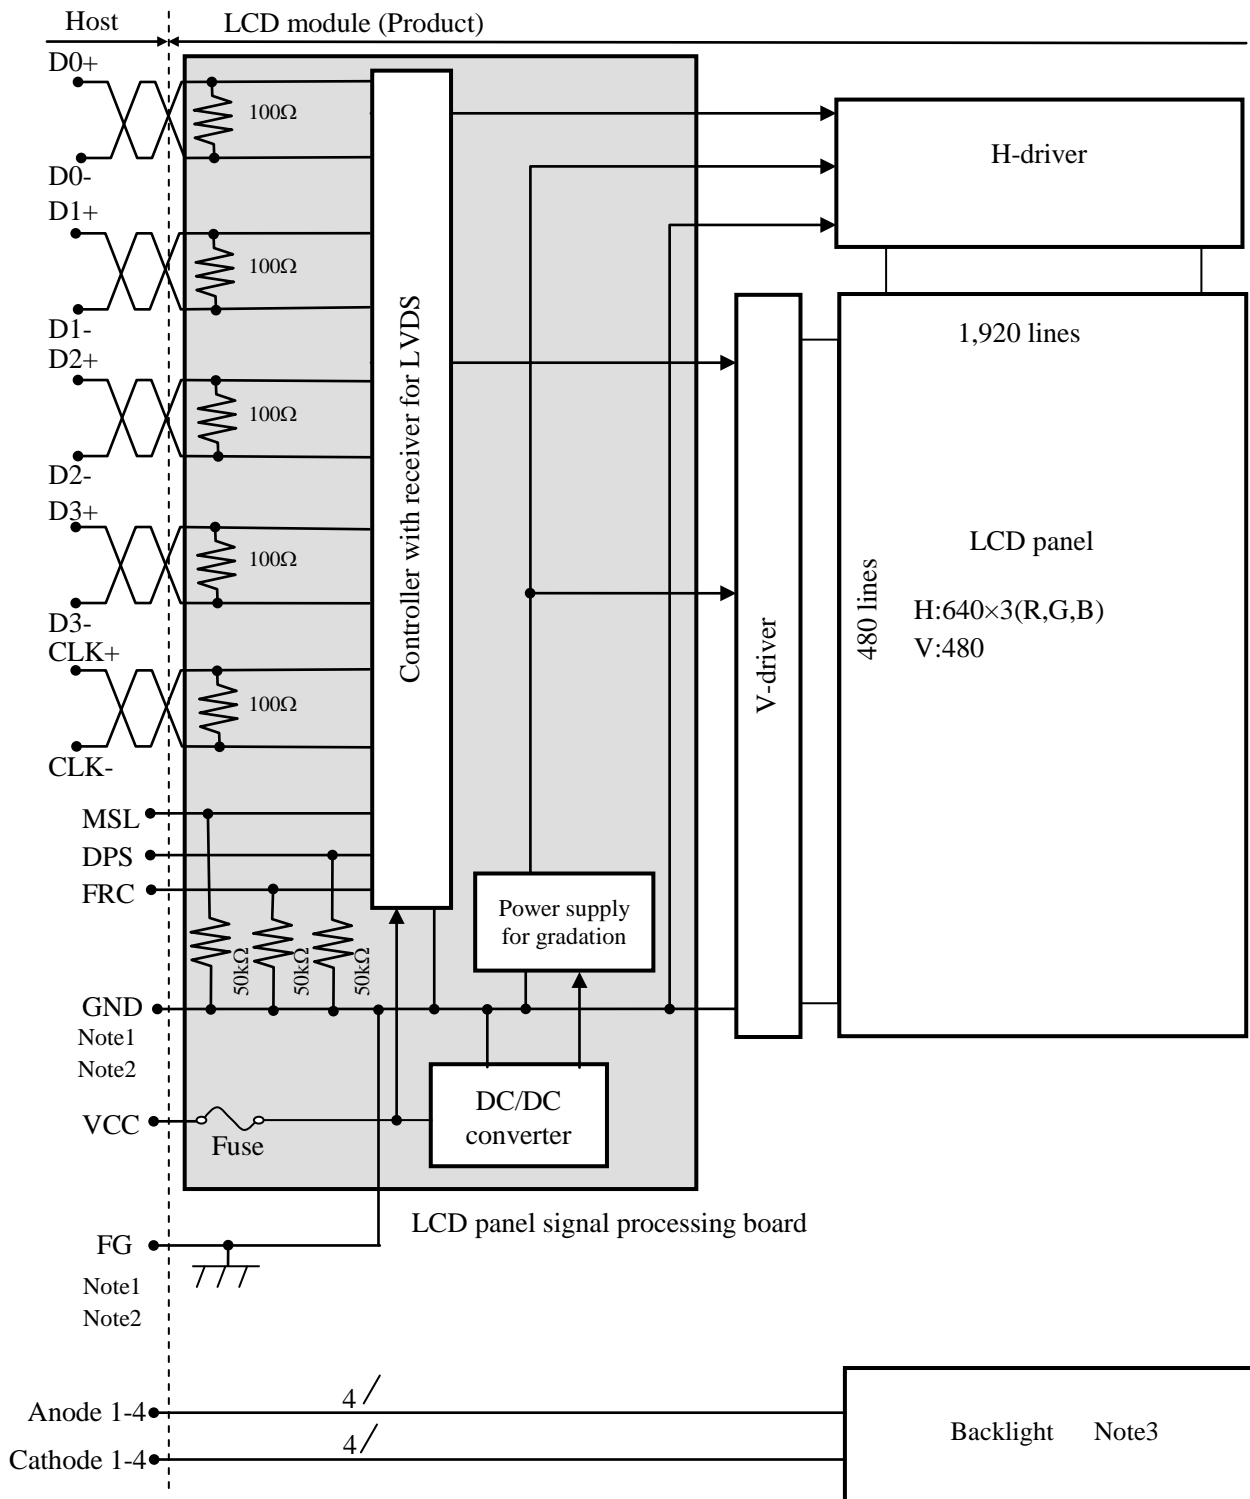 Host
LCD module (Product)
D0+
100Ω
D0-
H-driver
D1+
100Ω
D1-
D2+
100Ω
D2-
D3+
100Ω
D3-
CLK+
100Ω
CLK-
Controller with receiver for LVDS
1,920 lines
480 lines
LCD panel
H:640×3(R,G,B)
V:480
V-driver
MSL
DPS
FRC
50kΩ
50kΩ
50kΩ
Power supply
for gradation
GND
Note1
Note2
VCC
Fuse
DC/DC
converter
LCD panel signal processing board
FG
Note1
Note2
Anode 1-4
4
Cathode 1-4
4
Backlight Note3